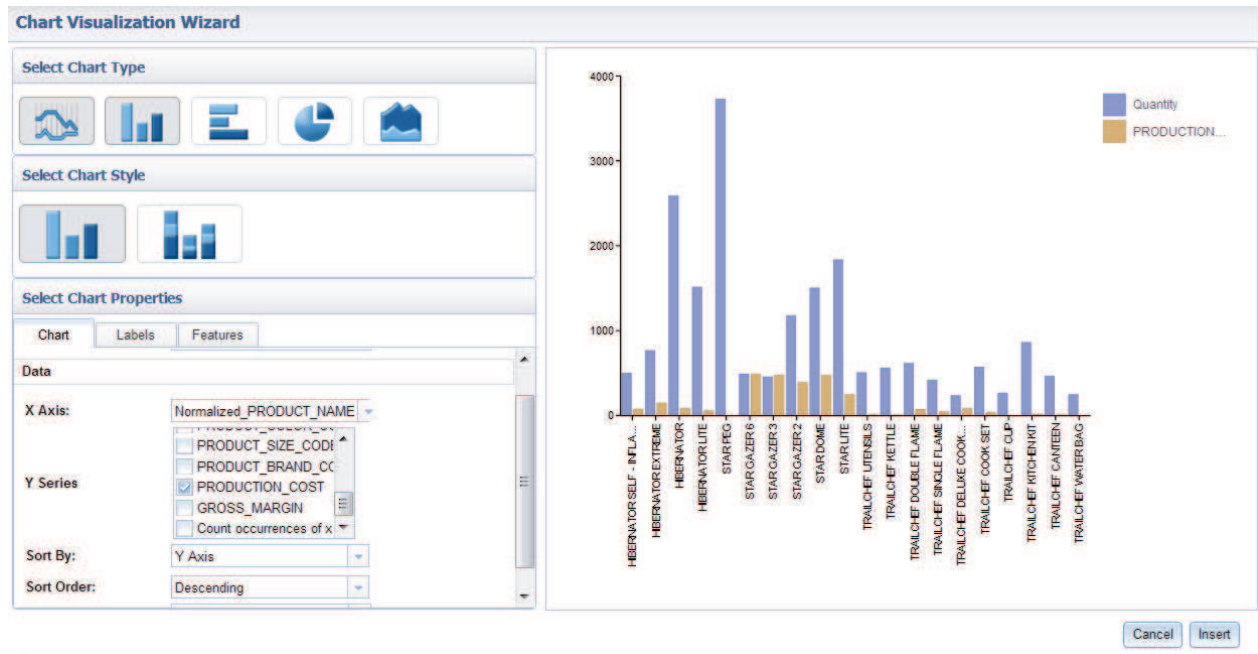 Chart Visualization Wizard
Select Chart Type
Select Chart Style
Select Chart Properties
Chart Labels Features
Data
X Axis: Normalized_PRODUCT_NAME
Y Series
PRODUCT_SIZE_CODE
PRODUCT_BRAND_CO
PRODUCTION_COST
GROSS_MARGIN
Count occurrences of x
Sort By: Y Axis
Sort Order: Descending
4000
3000
2000
1000
0
Quantity
PRODUCTION...
HIBERNATOR SELF - INFLA...
HIBERNATOR EXTREME
HIBERNATOR
HIBERNATOR LITE
STAR PEG
STAR GAZER 6
STAR GAZER 3
STAR GAZER 2
STAR DOME
STAR LITE
TRAILCHEF UTENSILS
TRAILCHEF KETTLE
TRAILCHEF DOUBLE FLAME
TRAILCHEF SINGLE FLAME
TRAILCHEF DELUXE COOK...
TRAILCHEF COOK SET
TRAILCHEF CUP
TRAILCHEF KITCHEN KIT
TRAILCHEF CANTEEN
TRAILCHEF WATER BAG
Cancel Insert